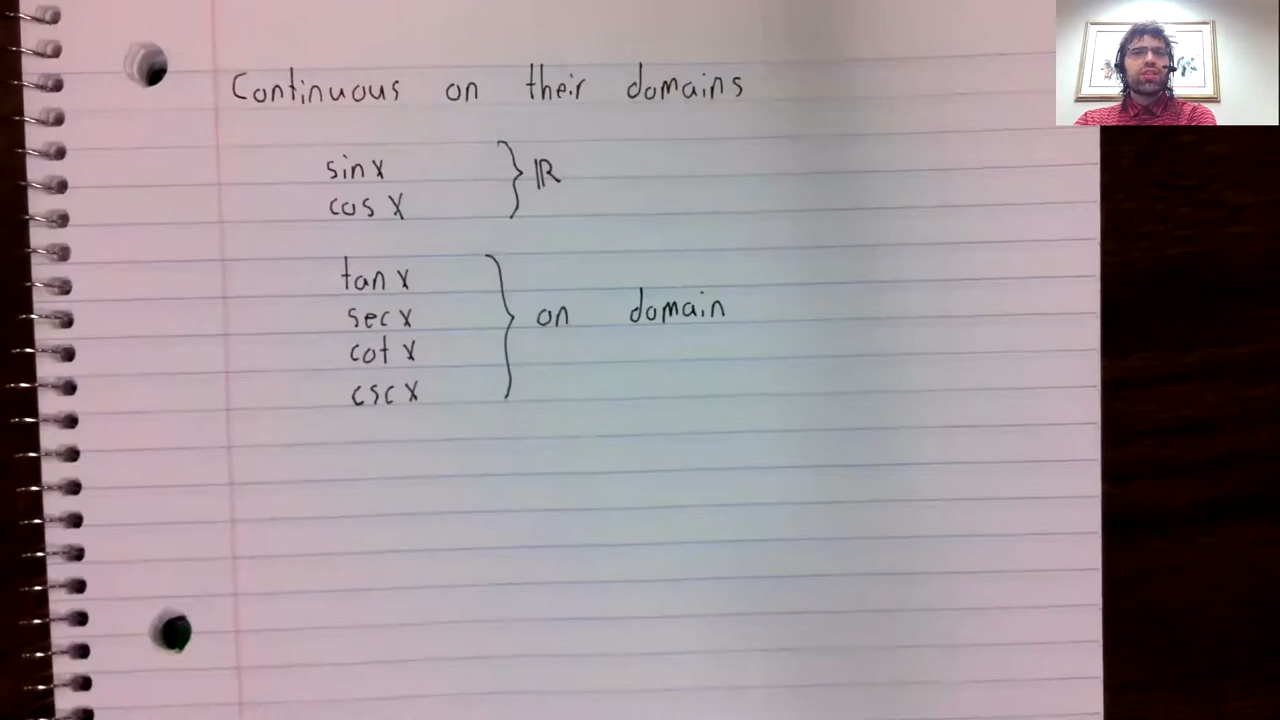 Continuous on their domains
sin x
cos x
} ℝ
tan x
sec x
cot x
csc x
} on domain